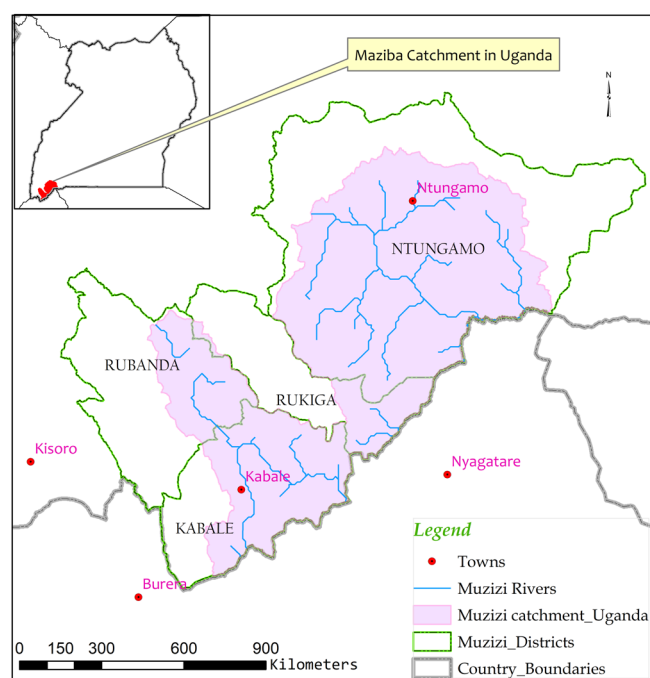 Maziba Catchment in Uganda
N
Ntungamo
NTUNGAMO
RUBANDA
RUKIGA
Kisoro
Kabale
Nyagatare
KABALE
Burera
Legend
Towns
Muzizi Rivers
Muzizi catchment_Uganda
Muzizi_Districts
Country_Boundaries
0 150 300 600 900
Kilometers